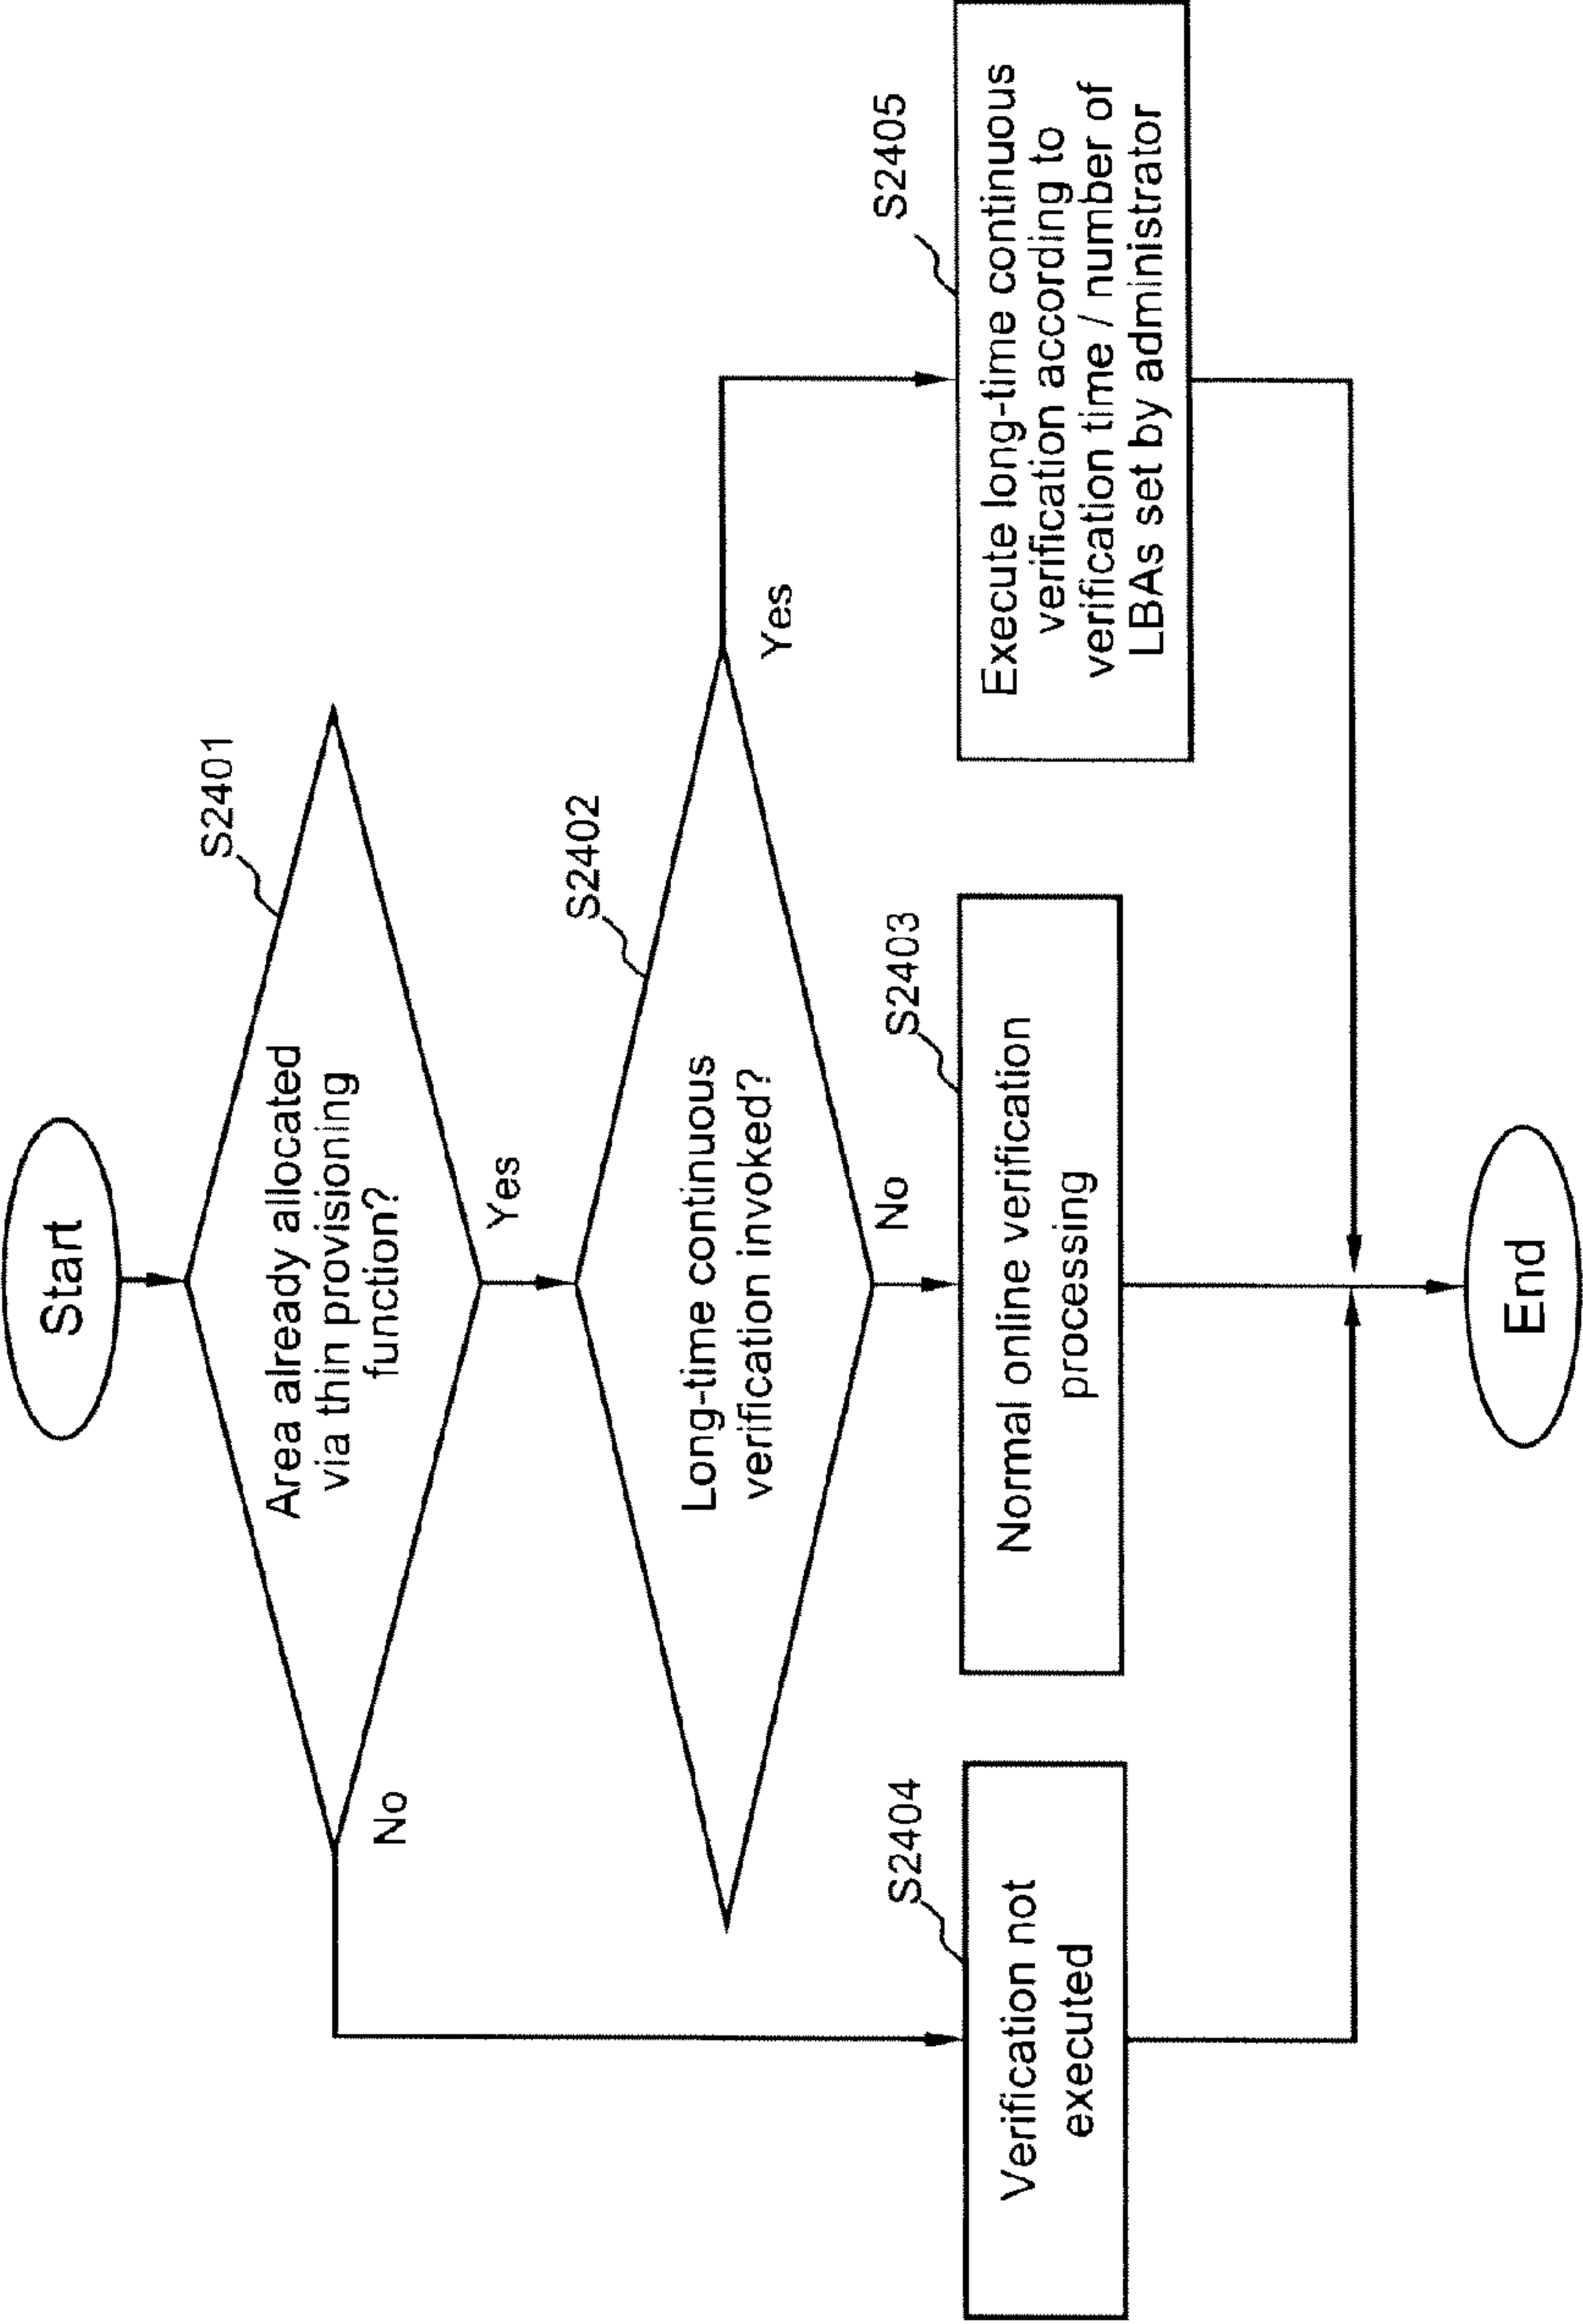 Start
S2401
Area already allocated
via thin provisioning
function?
No
Yes
S2402
Long-time continuous
verification invoked?
Yes
No
S2404
Verification not
executed
S2403
Normal online verification
processing
S2405
Execute long-time continuous
verification according to
verification time / number of
LBAs set by administrator
End